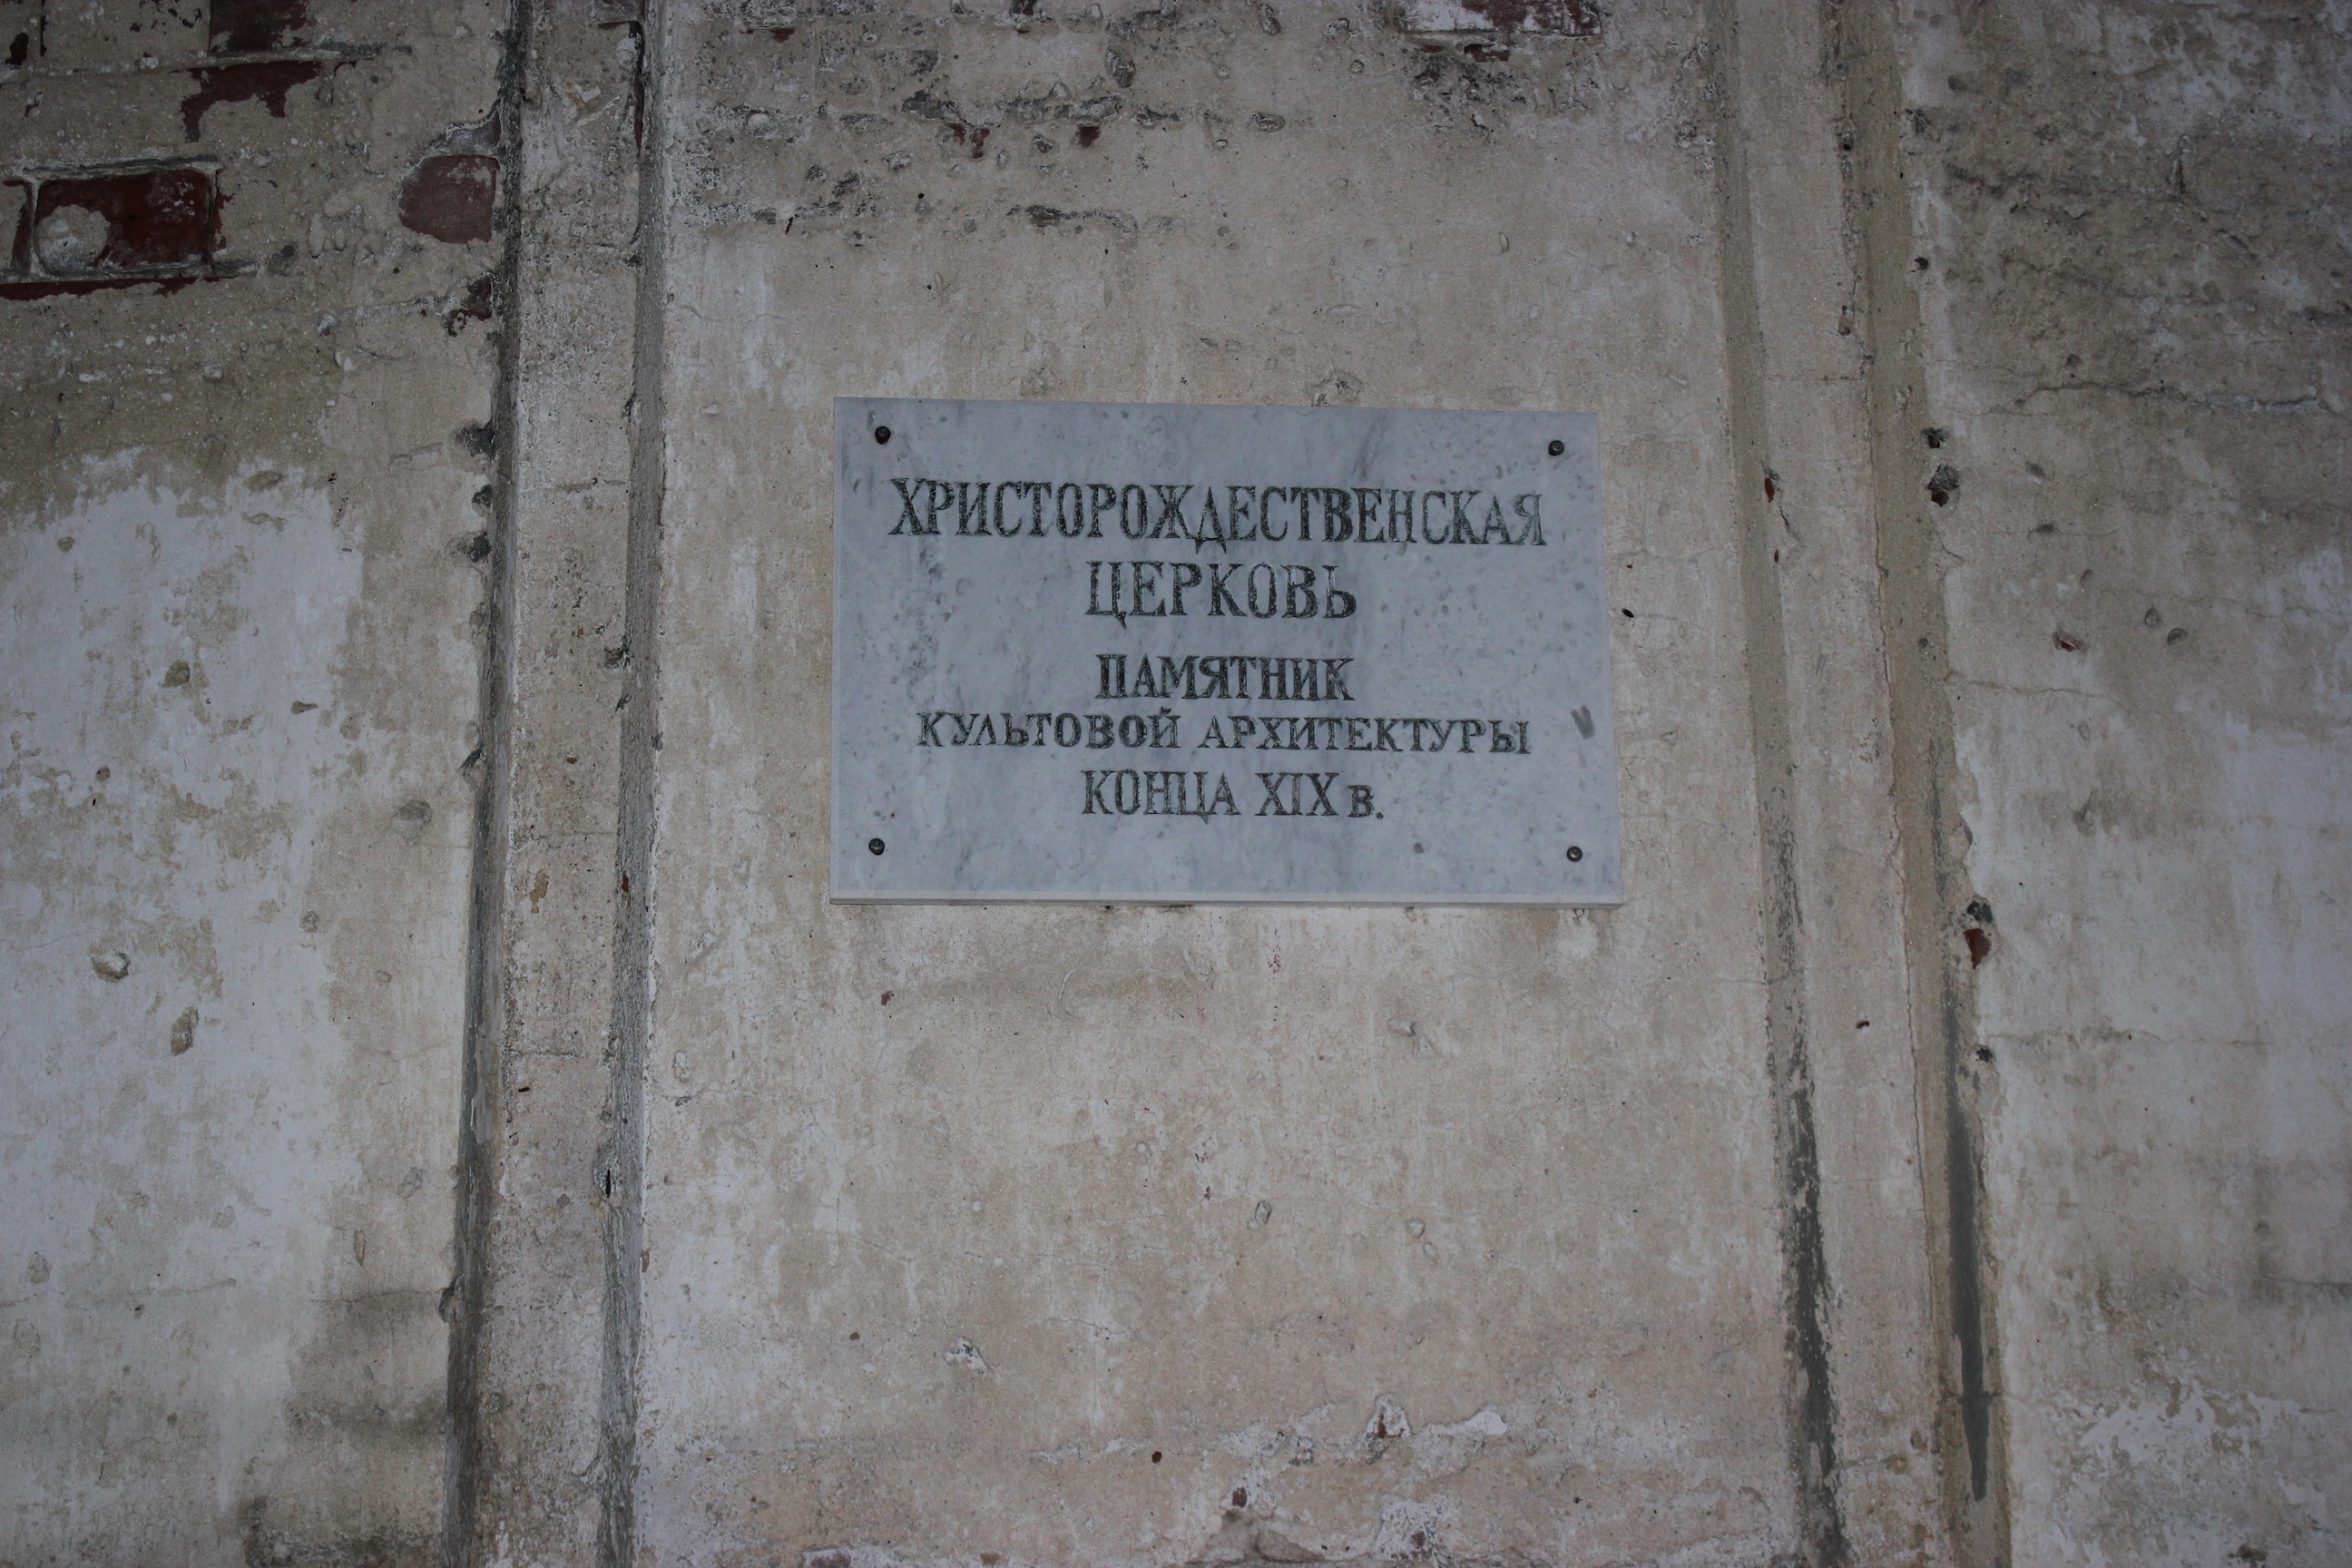 ХРИСТОРОЖДЕСТВЕНСКАЯ
ЦЕРКОВЬ
ПАМЯТНИК
КУЛЬТОВОЙ АРХИТЕКТУРЫ
КОНЦА XIX в.